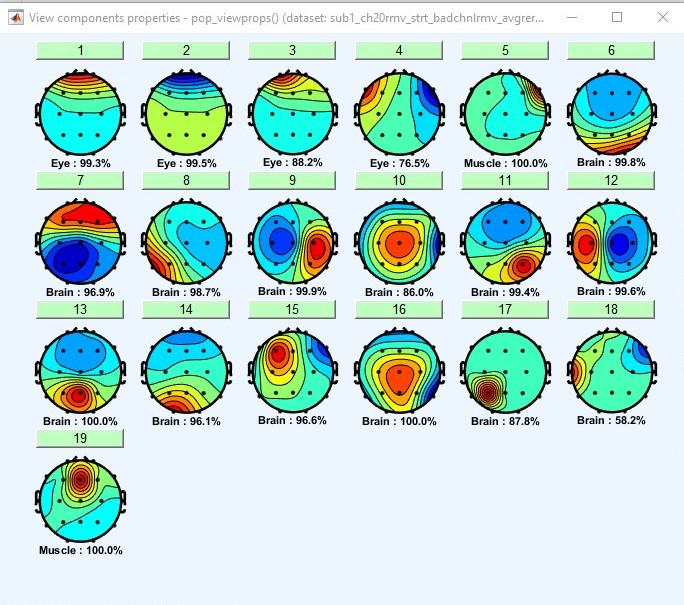 View components properties - pop_viewprops() (dataset: sub1_ch20rmv_strt_badchnlrmv_avgrer...
1 2 3 4 5 6
Eye : 99.3% Eye : 99.5% Eye : 88.2% Eye : 76.5% Muscle : 100.0% Brain : 99.8%
7 8 9 10 11 12
Brain : 96.9% Brain : 98.7% Brain : 99.9% Brain : 86.0% Brain : 99.4% Brain : 99.6%
13 14 15 16 17 18
Brain : 100.0% Brain : 96.1% Brain : 96.6% Brain : 100.0% Brain : 87.8% Brain : 58.2%
19
Muscle : 100.0%